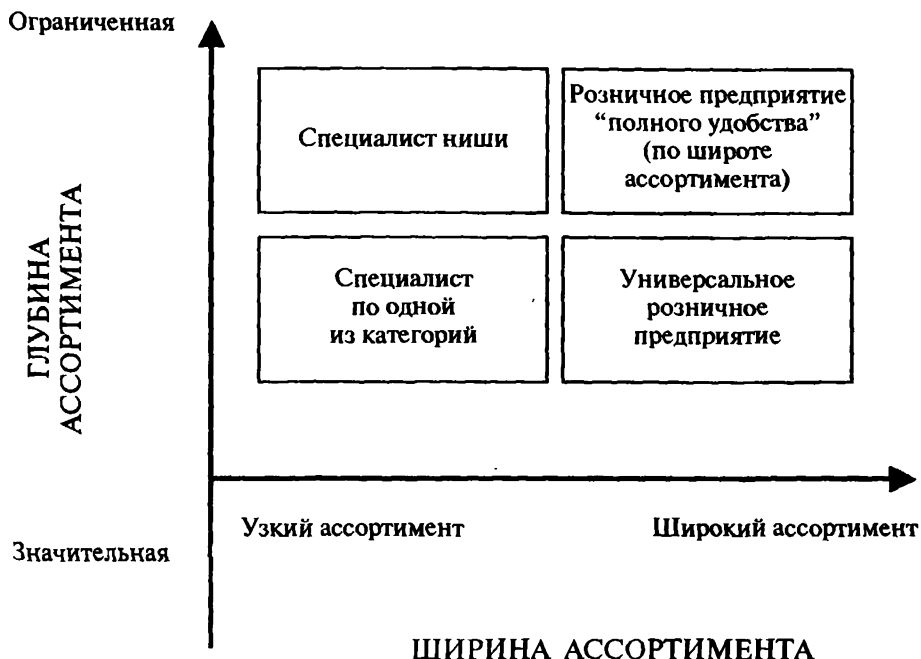 Ограниченная
Специалист ниши
Розничное предприятие
“полного удобства”
(по широте
ассортимента)
ГЛУБИНА
АССОРТИМЕНТА
Специалист
по одной
из категорий
Универсальное
розничное
предприятие
Узкий ассортимент
Широкий ассортимент
Значительная
ШИРИНА АССОРТИМЕНТА